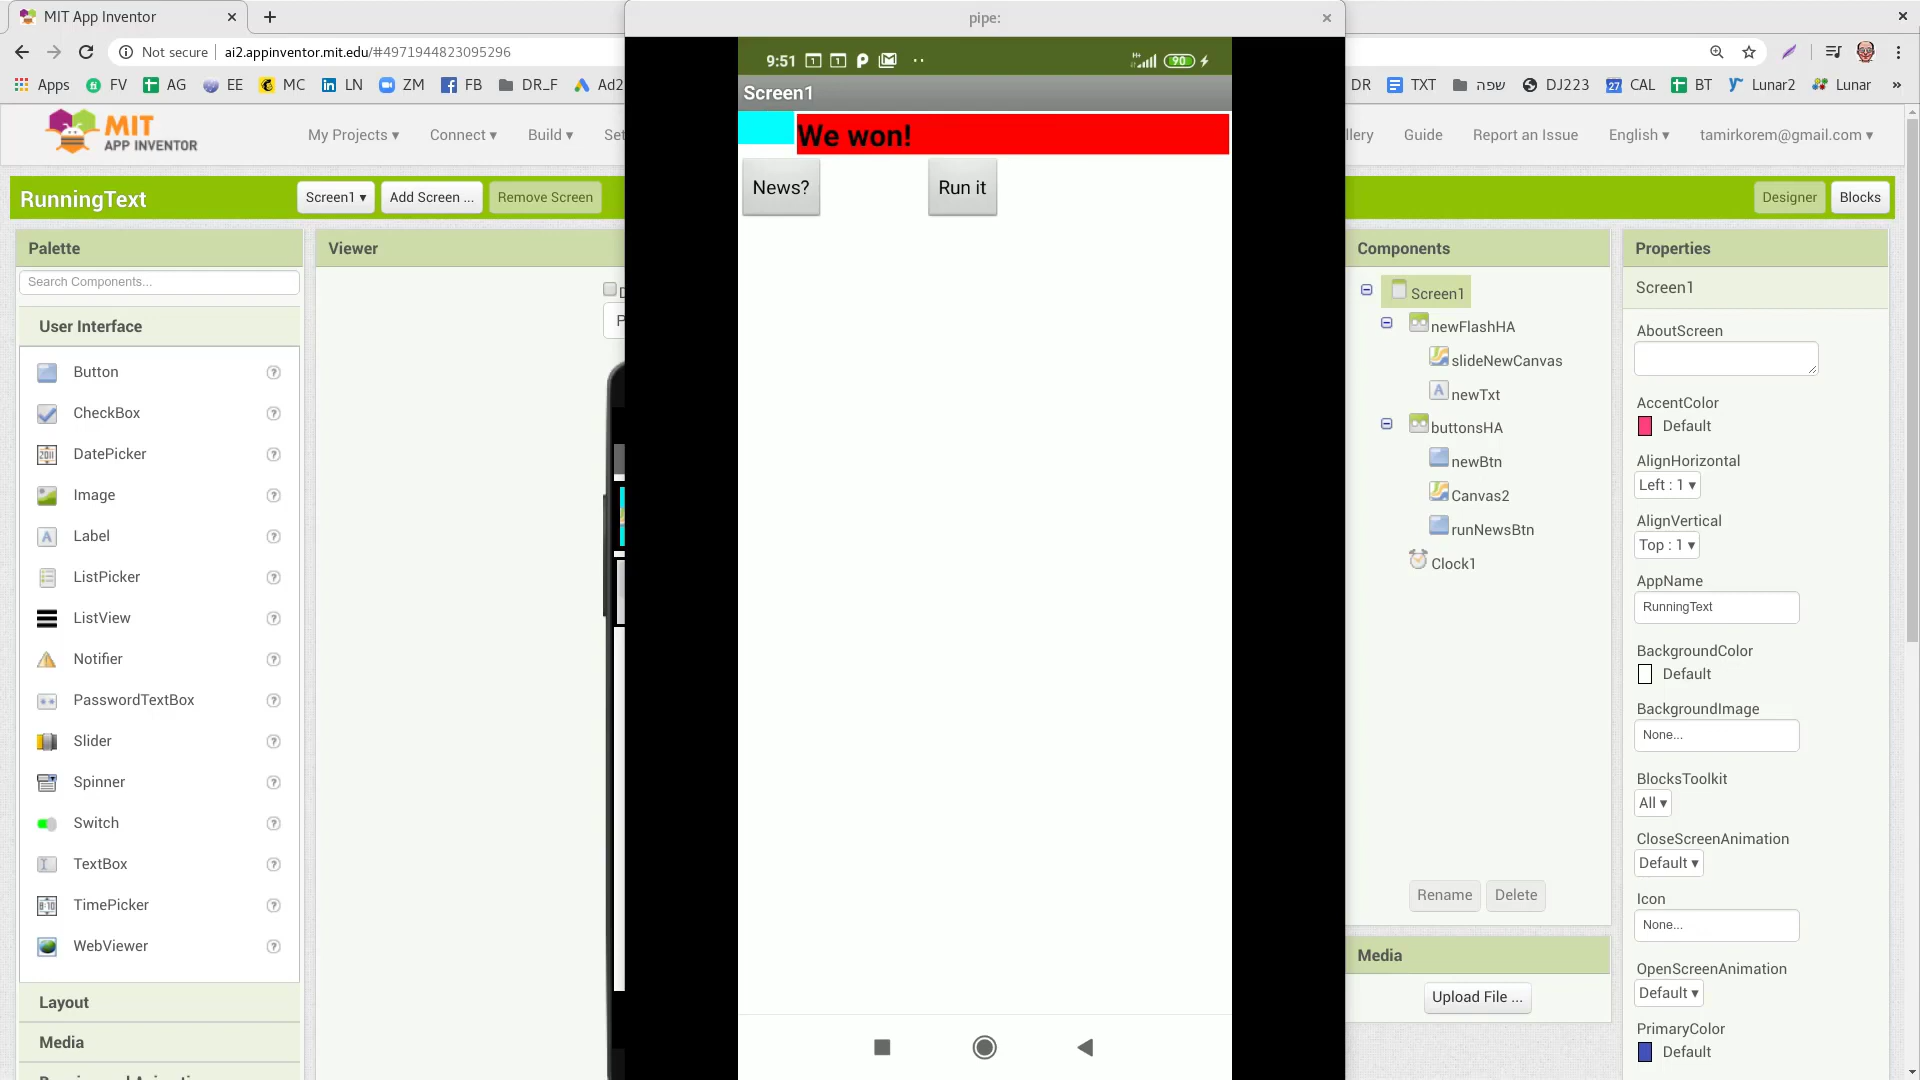 MIT App Inventor
pipe:
Not secure
ai2.appinventor.mit.edu/#4971944823095296
Apps
FV
AG
EE
MC
LN
ZM
FB
DR_F
Ad2
DR
TXT
שפה
DJ223
CAL
BT
Lunar2
Lunar
»
9:51
90
Screen1
We won!
News?
Run it
MIT
APP INVENTOR
My Projects ▾
Connect ▾
Build ▾
Guide
Report an Issue
English ▾
tamirkorem@gmail.com ▾
RunningText
Screen1 ▾
Add Screen ...
Remove Screen
Designer
Blocks
Palette
Viewer
Components
Properties
Search Components...
User Interface
Button
CheckBox
DatePicker
Image
Label
ListPicker
ListView
Notifier
PasswordTextBox
Slider
Spinner
Switch
TextBox
TimePicker
WebViewer
Layout
Media
Screen1
newFlashHA
slideNewCanvas
newTxt
buttonsHA
newBtn
Canvas2
runNewsBtn
Clock1
Rename
Delete
Media
Upload File ...
Screen1
AboutScreen
AccentColor
Default
AlignHorizontal
Left : 1 ▾
AlignVertical
Top : 1 ▾
AppName
RunningText
BackgroundColor
Default
BackgroundImage
None...
BlocksToolkit
All ▾
CloseScreenAnimation
Default ▾
Icon
None...
OpenScreenAnimation
Default ▾
PrimaryColor
Default